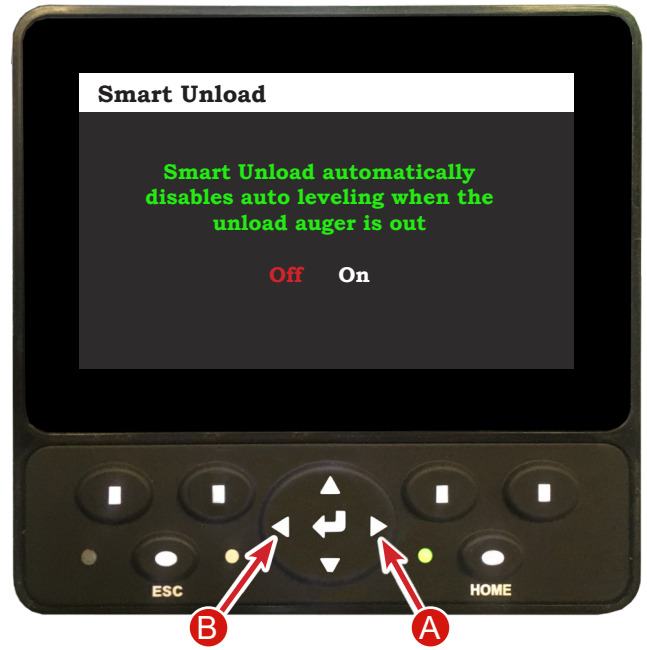 Smart Unload
Smart Unload automatically
disables auto leveling when the
unload auger is out
Off On
ESC
HOME
B
A